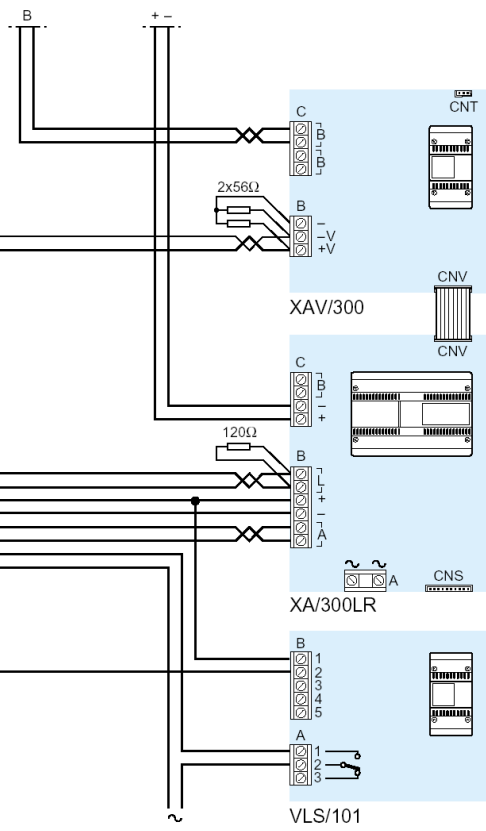 B
+ −
CNT
C
B
B
2x56Ω
B
−
−V
+V
CNV
XAV/300
CNV
C
B
−
+
120Ω
B
L
+
−
A
∿ ∿
A
CNS
XA/300LR
B
1
2
3
4
5
A
1
2
3
∿
VLS/101